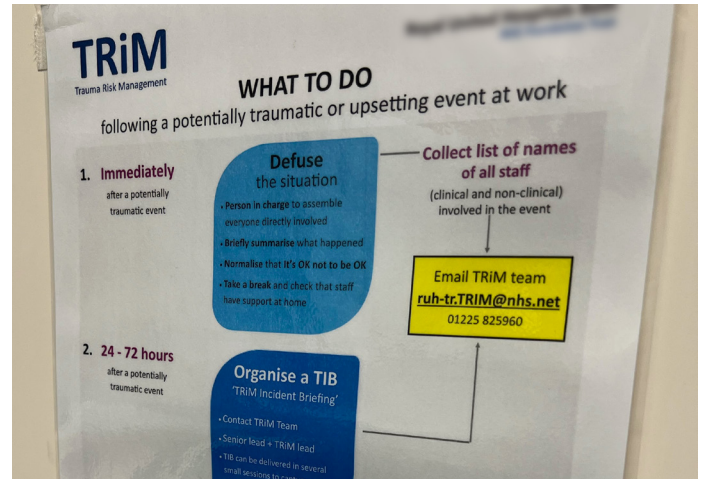 TRiM
Trauma Risk Management
WHAT TO DO
following a potentially traumatic or upsetting event at work
1. Immediately
after a potentially
traumatic event
Defuse
the situation
• Person in charge to assemble
everyone directly involved
• Briefly summarise what happened
• Normalise that It's OK not to be OK
• Take a break and check that staff
have support at home
Collect list of names
of all staff
(clinical and non-clinical)
involved in the event
Email TRiM team
ruh-tr.TRIM@nhs.net
01225 825960
2. 24 - 72 hours
after a potentially
traumatic event
Organise a TIB
'TRiM Incident Briefing'
• Contact TRiM Team
• Senior lead + TRiM lead
• TIB can be delivered in several
small sessions to